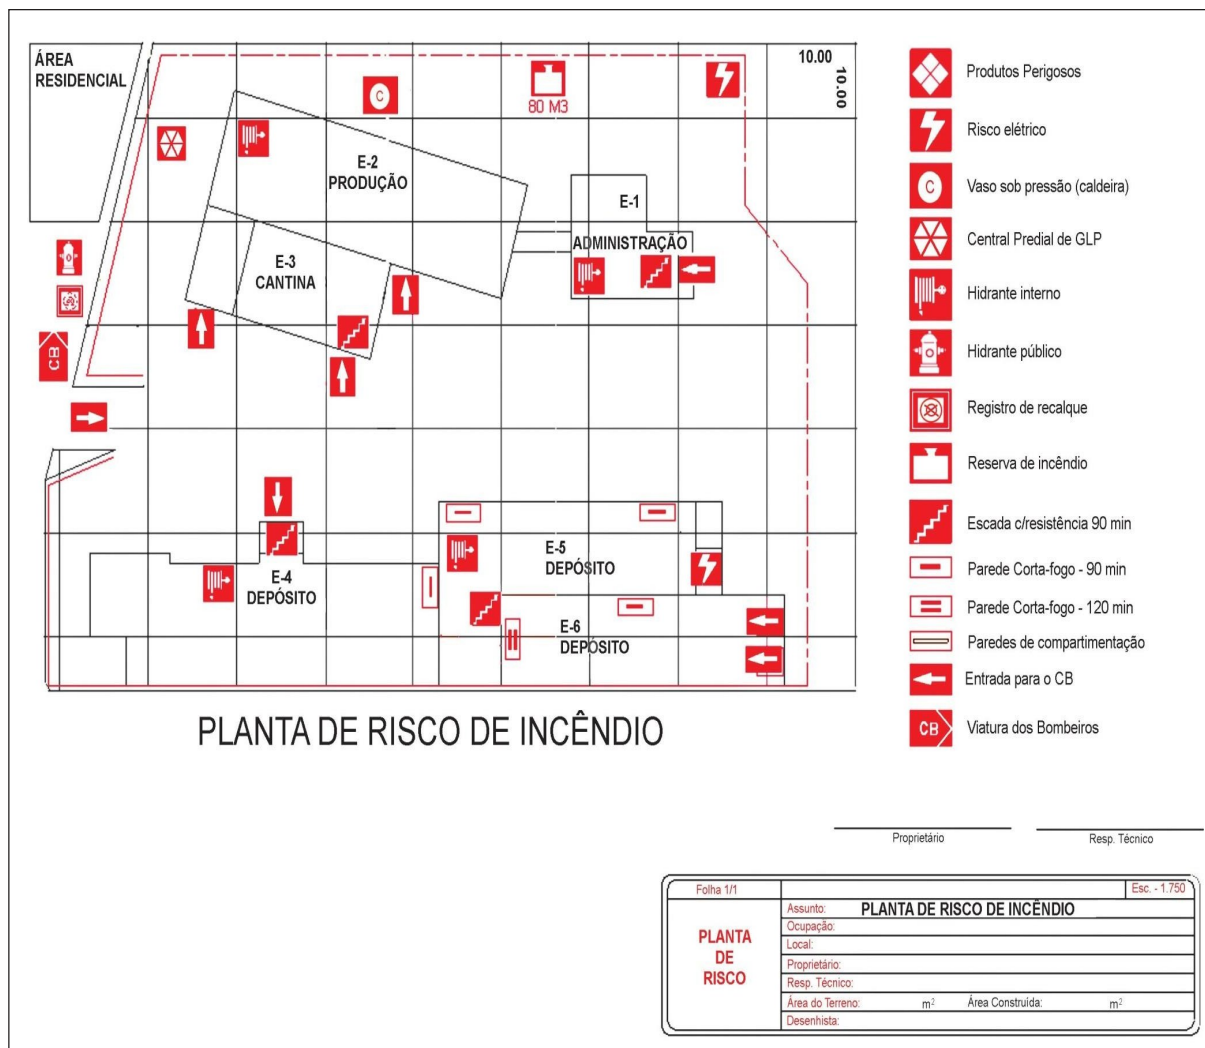 ÁREA
RESIDENCIAL
10.00
10.00
C
80 M3
E-2
PRODUÇÃO
E-1
ADMINISTRAÇÃO
E-3
CANTINA
CB
E-4
DEPÓSITO
E-5
DEPÓSITO
E-6
DEPÓSITO
PLANTA DE RISCO DE INCÊNDIO
Produtos Perigosos
Risco elétrico
C
Vaso sob pressão (caldeira)
Central Predial de GLP
Hidrante interno
Hidrante público
Registro de recalque
Reserva de incêndio
Escada c/resistência 90 min
Parede Corta-fogo - 90 min
Parede Corta-fogo - 120 min
Paredes de compartimentação
Entrada para o CB
CB
Viatura dos Bombeiros
Proprietário
Resp. Técnico
Folha 1/1
Esc. - 1.750
PLANTA
DE
RISCO
Assunto: PLANTA DE RISCO DE INCÊNDIO
Ocupação:
Local:
Proprietário:
Resp. Técnico:
Área do Terreno: m² Área Construída: m²
Desenhista: